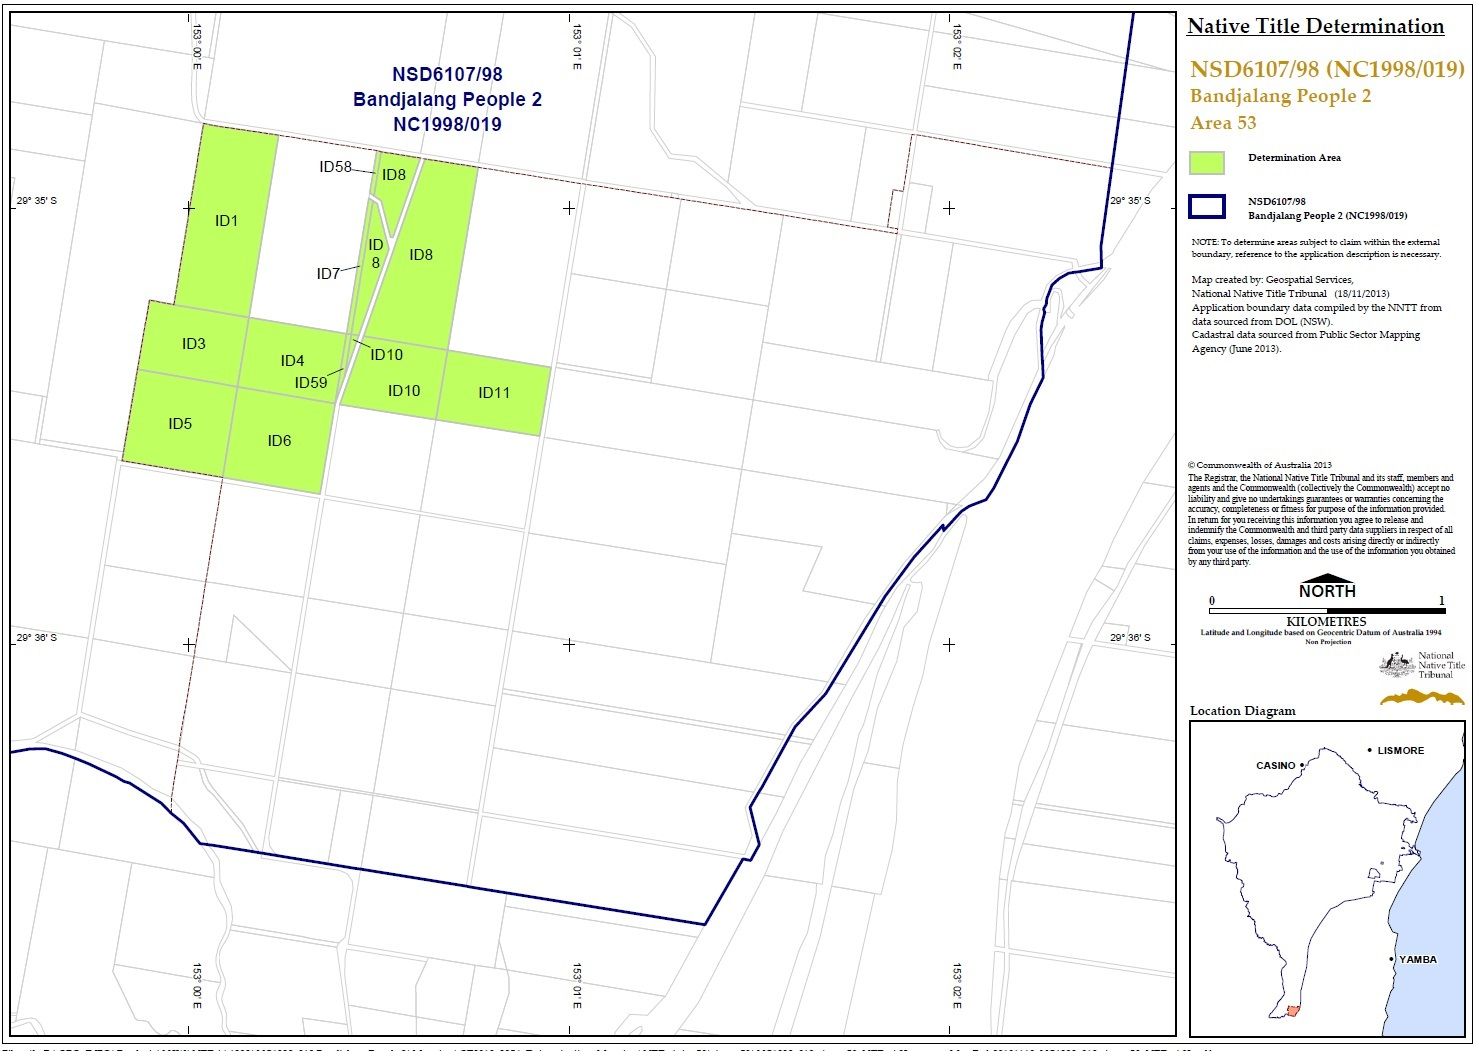 153° 00' E
153° 01' E
153° 02' E
NSD6107/98
Bandjalang People 2
NC1998/019
ID58
ID8
29° 35' S
29° 35' S
ID1
ID
8
ID8
ID7
ID3
ID4
ID10
ID59
ID10
ID11
ID5
ID6
29° 36' S
29° 36' S
153° 00' E
153° 01' E
153° 02' E
Native Title Determination
NSD6107/98 (NC1998/019)
Bandjalang People 2
Area 53
Determination Area
NSD6107/98
Bandjalang People 2 (NC1998/019)
NOTE: To determine areas subject to claim within the external
boundary, reference to the application description is necessary.
Map created by: Geospatial Services,
National Native Title Tribunal (18/11/2013)
Application boundary data compiled by the NNTT from
data sourced from DOL (NSW).
Cadastral data sourced from Public Sector Mapping
Agency (June 2013).
© Commonwealth of Australia 2013
The Registrar, the National Native Title Tribunal and its staff, members and
agents and the Commonwealth (collectively the Commonwealth) accept no
liability and give no undertakings guarantees or warranties concerning the
accuracy, completeness or fitness for purpose of the information provided.
In return for you receiving this information you agree to release and
indemnify the Commonwealth and third party data suppliers in respect of all
claims, expenses, losses, damages and costs arising directly or indirectly
from your use of the information and the use of the information you obtained
by any third party.
NORTH
0 1
KILOMETRES
Latitude and Longitude based on Geocentric Datum of Australia 1994
Non Projection
National
Native Title
Tribunal
Location Diagram
LISMORE
CASINO
YAMBA